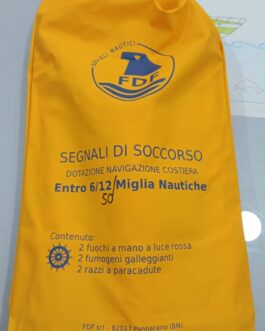 SEGNALI NAUTICI
FDF
SEGNALI DI SOCCORSO
DOTAZIONE NAVIGAZIONE COSTIERA
Entro 6/12/Miglia Nautiche
50
Contenuto:
2 fuochi a mano a luce rossa
2 fumogeni galleggianti
2 razzi a paracadute
FDF srl - 82017 Pannarano (BN)